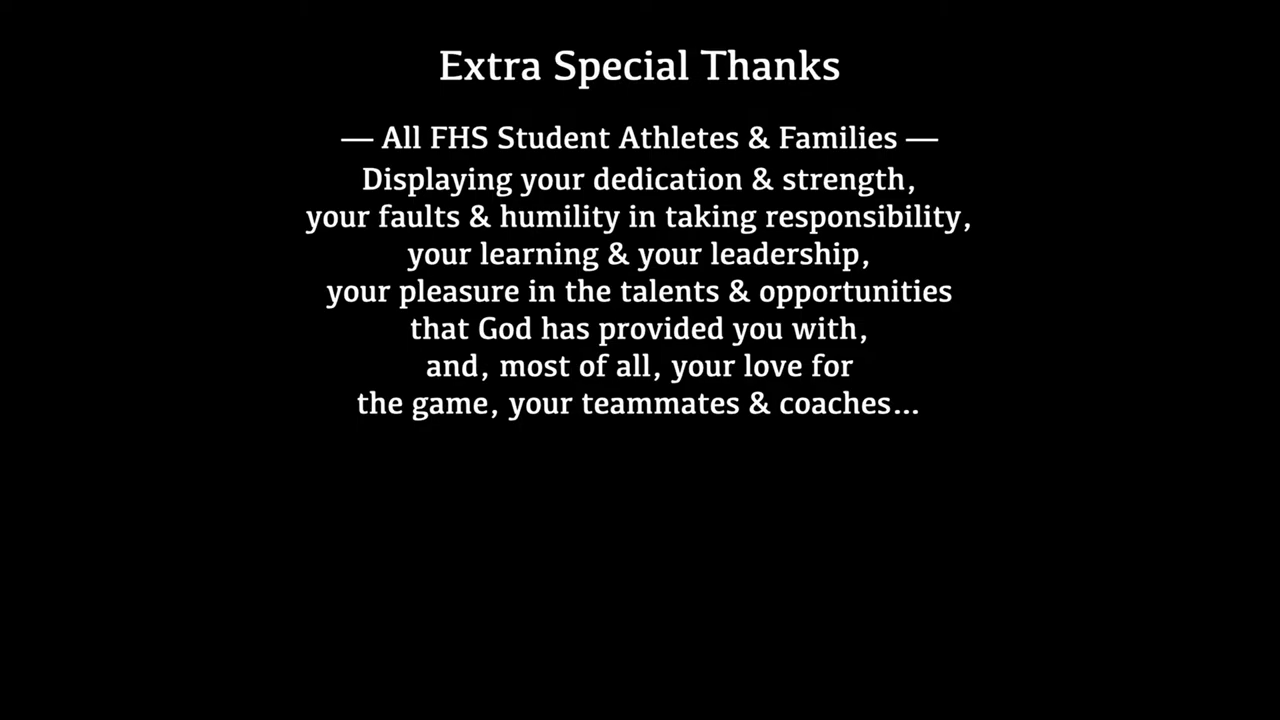 Extra Special Thanks
— All FHS Student Athletes & Families —
Displaying your dedication & strength,
your faults & humility in taking responsibility,
your learning & your leadership,
your pleasure in the talents & opportunities
that God has provided you with,
and, most of all, your love for
the game, your teammates & coaches...